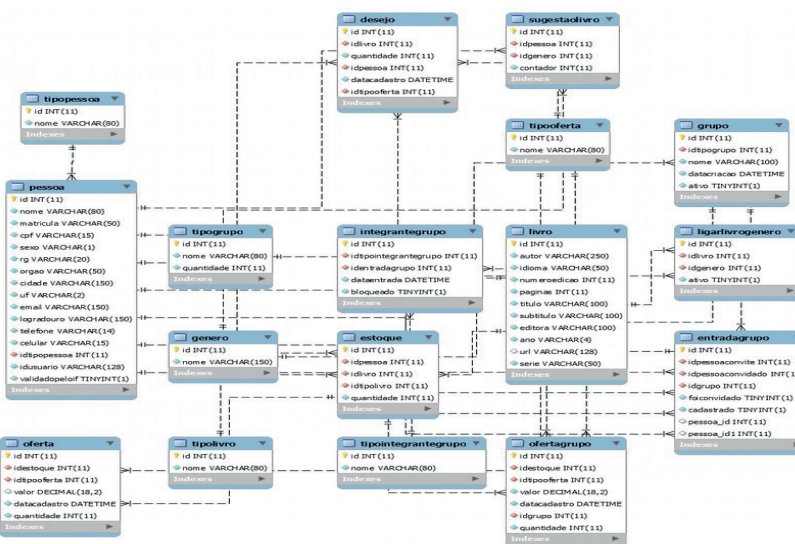 desejo
id INT(11)
idlivro INT(11)
quantidade INT(11)
idpessoa INT(11)
datacadastro DATETIME
idtipooferta INT(11)
Indexes
sugestaolivro
id INT(11)
idpessoa INT(11)
idgenero INT(11)
contador INT(11)
Indexes
tipopessoa
id INT(11)
nome VARCHAR(80)
Indexes
tipooferta
id INT(11)
nome VARCHAR(80)
Indexes
grupo
id INT(11)
idtipogrupo INT(11)
nome VARCHAR(100)
datacriacao DATETIME
ativo TINYINT(1)
Indexes
pessoa
id INT(11)
nome VARCHAR(80)
matricula VARCHAR(50)
cpf VARCHAR(15)
sexo VARCHAR(1)
rg VARCHAR(20)
orgao VARCHAR(50)
cidade VARCHAR(150)
uf VARCHAR(2)
email VARCHAR(150)
logradouro VARCHAR(150)
telefone VARCHAR(14)
celular VARCHAR(15)
idtipopessoa INT(11)
idusuario VARCHAR(128)
validadopeloif TINYINT(1)
Indexes
tipogrupo
id INT(11)
nome VARCHAR(80)
quantidade INT(11)
Indexes
integrantegrupo
id INT(11)
idtipointegrantegrupo INT(11)
identradagrupo INT(11)
dataentrada DATETIME
bloqueado TINYINT(1)
Indexes
livro
id INT(11)
autor VARCHAR(250)
idioma VARCHAR(50)
numeroedicao INT(11)
paginas INT(11)
titulo VARCHAR(100)
subtitulo VARCHAR(100)
editora VARCHAR(100)
ano VARCHAR(4)
url VARCHAR(128)
serie VARCHAR(50)
Indexes
ligarlivrogenero
id INT(11)
idlivro INT(11)
idgenero INT(11)
ativo TINYINT(1)
Indexes
genero
id INT(11)
nome VARCHAR(150)
Indexes
estoque
id INT(11)
idpessoa INT(11)
idlivro INT(11)
idtipolivro INT(11)
quantidade INT(11)
Indexes
entradagrupo
id INT(11)
idpessoaconvite INT(11)
idpessoaconvidado INT(1
idgrupo INT(11)
foiconvidado TINYINT(1)
cadastrado TINYINT(1)
pessoa_id INT(11)
pessoa_id1 INT(11)
Indexes
oferta
id INT(11)
idestoque INT(11)
idtipooferta INT(11)
valor DECIMAL(18,2)
datacadastro DATETIME
quantidade INT(11)
Indexes
tipolivro
id INT(11)
nome VARCHAR(80)
Indexes
tipointegrantegrupo
id INT(11)
nome VARCHAR(80)
Indexes
ofertagrupo
id INT(11)
idestoque INT(11)
idtipooferta INT(11)
valor DECIMAL(18,2)
datacadastro DATETIME
idgrupo INT(11)
quantidade INT(11)
Indexes